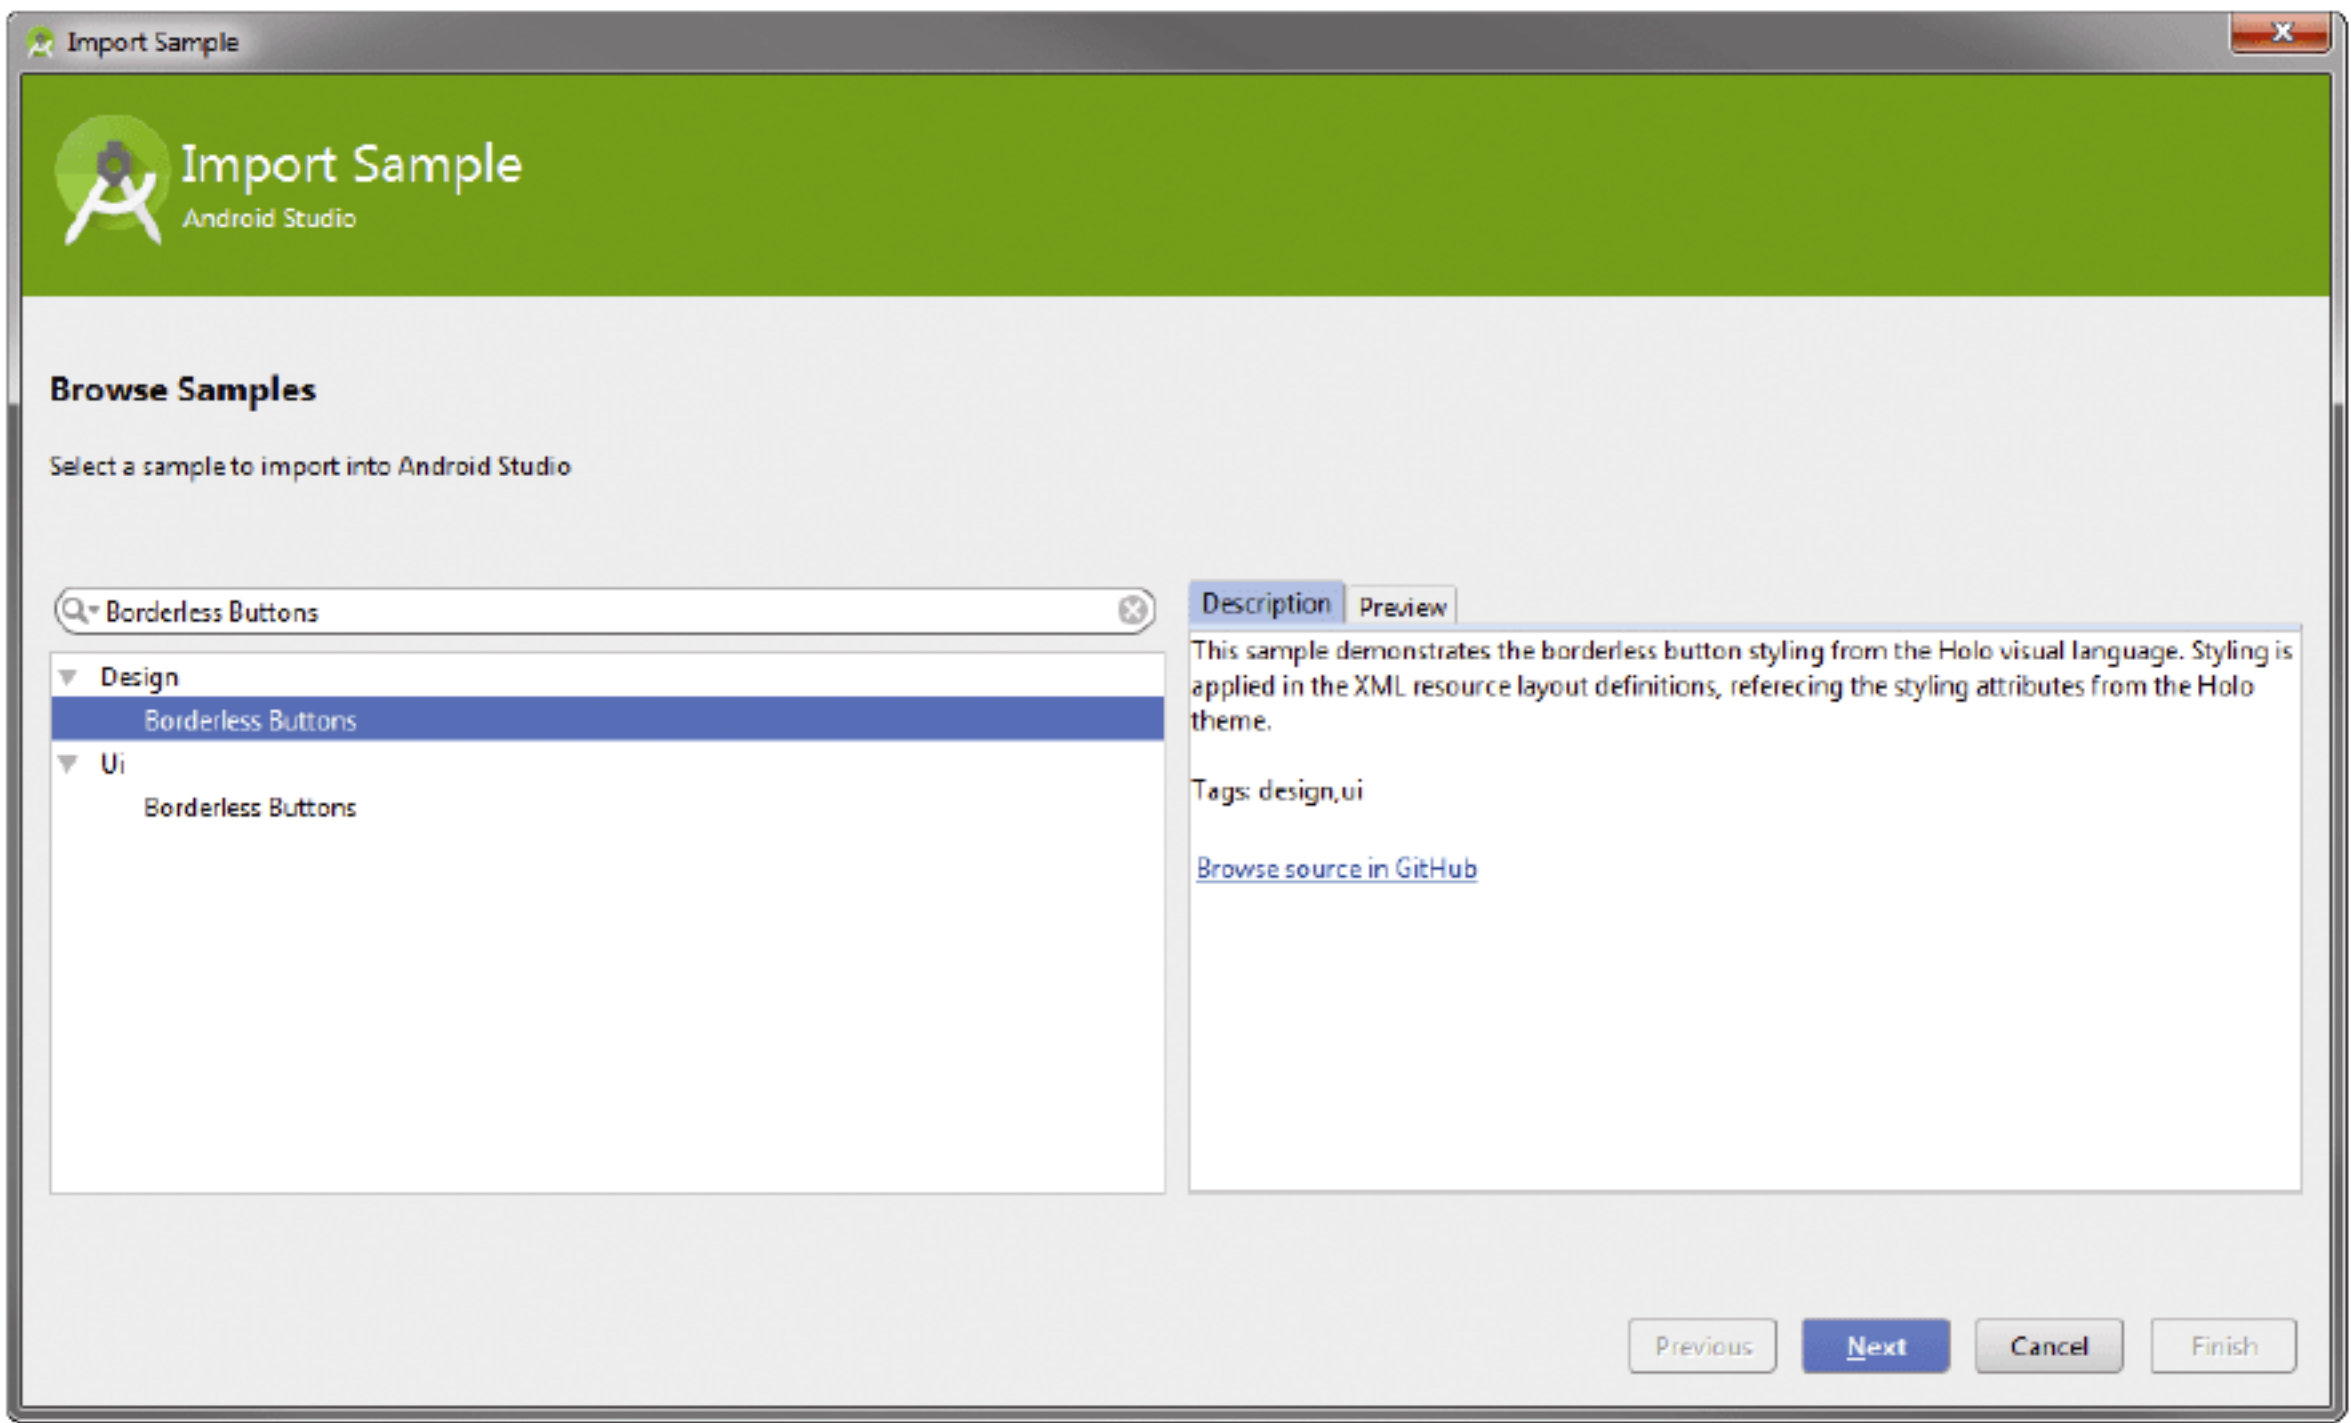 Import Sample
X
Import Sample
Android Studio
Browse Samples
Select a sample to import into Android Studio
Borderless Buttons
Design
Borderless Buttons
Ui
Borderless Buttons
Description Preview
This sample demonstrates the borderless button styling from the Holo visual language. Styling is
applied in the XML resource layout definitions, referecing the styling attributes from the Holo
theme.
Tags: design,ui
Browse source in GitHub
Previous Next Cancel Finish